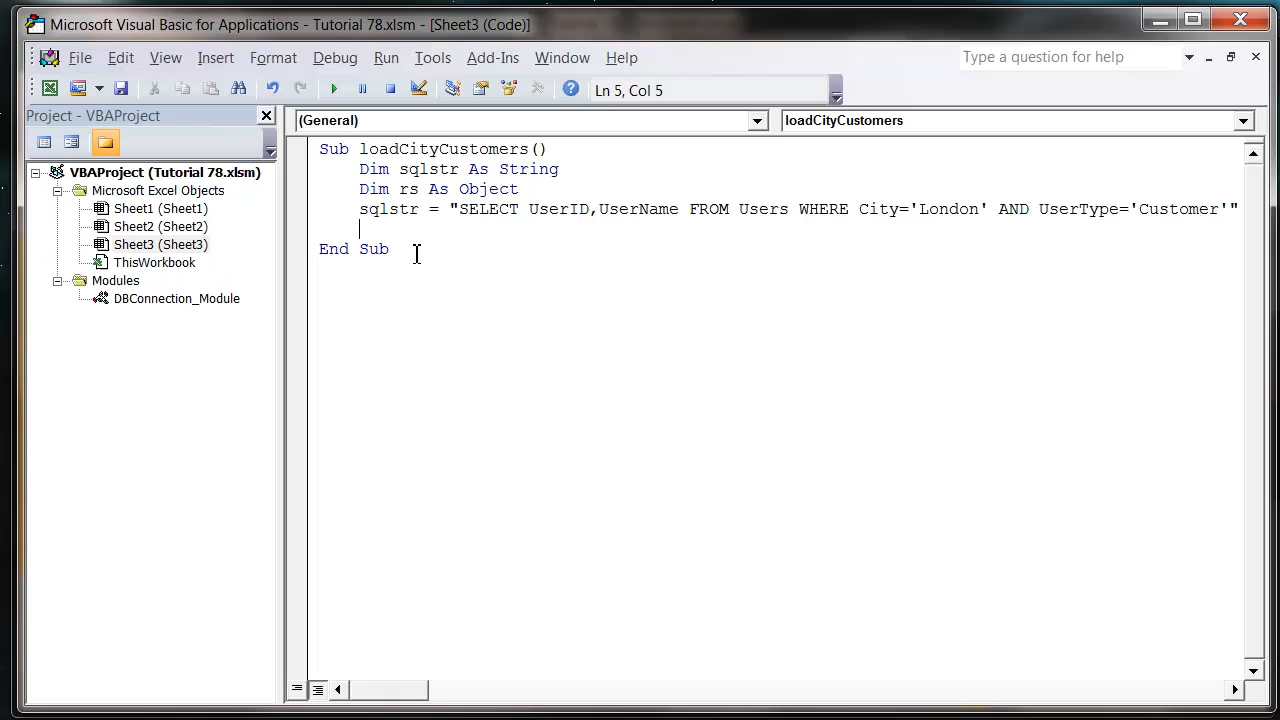 Microsoft Visual Basic for Applications - Tutorial 78.xlsm - [Sheet3 (Code)]
File Edit View Insert Format Debug Run Tools Add-Ins Window Help
Type a question for help
Ln 5, Col 5
Project - VBAProject
(General)
loadCityCustomers
VBAProject (Tutorial 78.xlsm)
Microsoft Excel Objects
Sheet1 (Sheet1)
Sheet2 (Sheet2)
Sheet3 (Sheet3)
ThisWorkbook
Modules
DBConnection_Module
Sub loadCityCustomers()
Dim sqlstr As String
Dim rs As Object
sqlstr = "SELECT UserID,UserName FROM Users WHERE City='London' AND UserType='Customer'"
End Sub